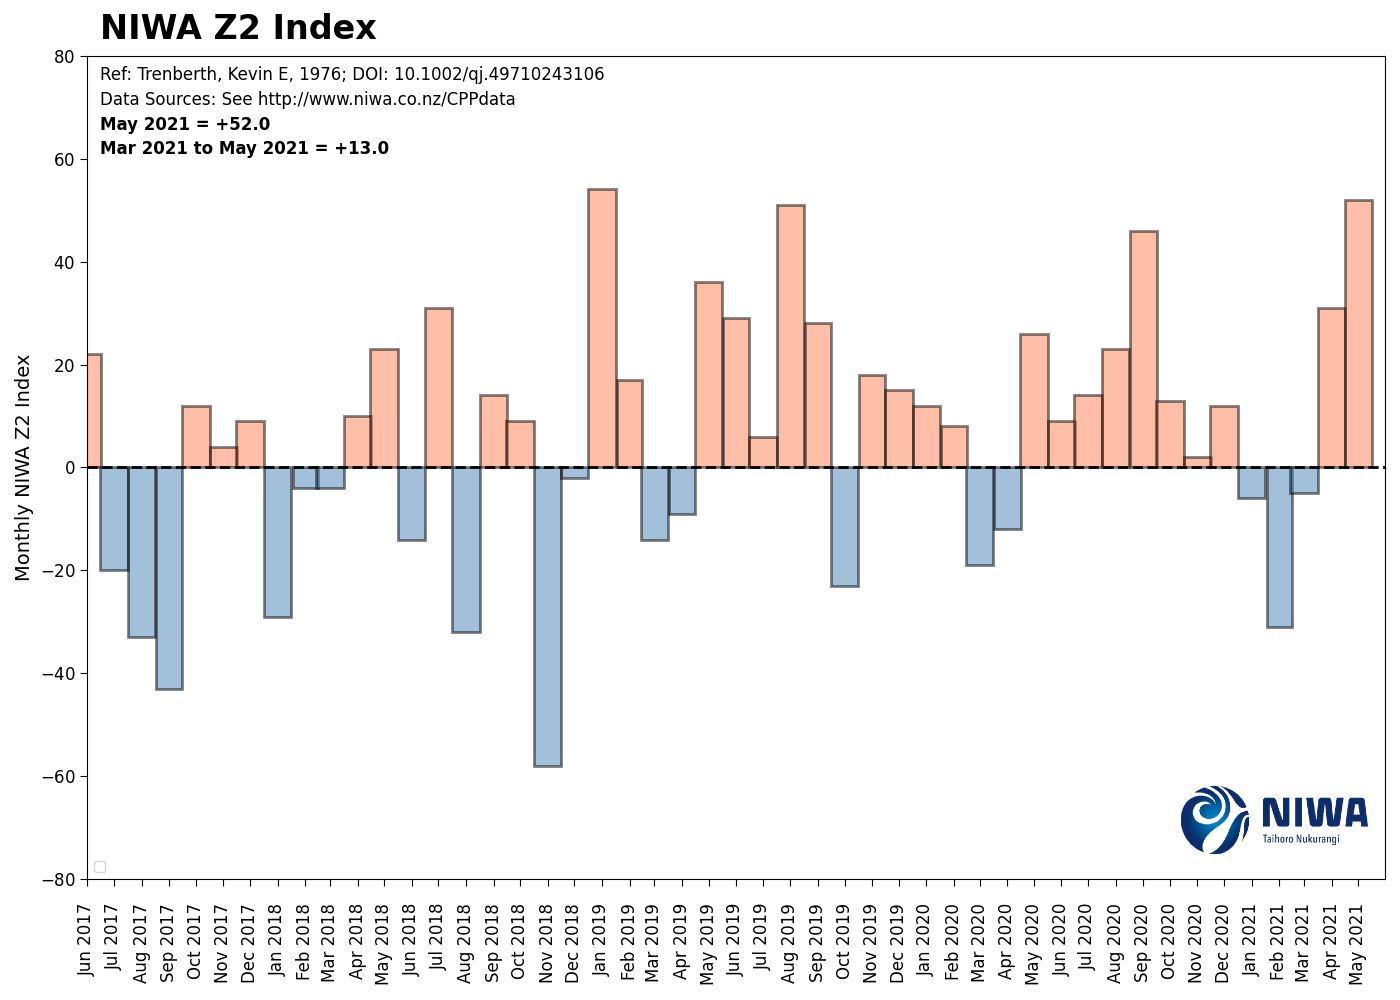 NIWA Z2 Index
Ref: Trenberth, Kevin E, 1976; DOI: 10.1002/qj.49710243106
Data Sources: See http://www.niwa.co.nz/CPPdata
May 2021 = +52.0
Mar 2021 to May 2021 = +13.0
Monthly NIWA Z2 Index
80
60
40
20
0
−20
−40
−60
−80
NIWA
Taihoro Nukurangi
Jun 2017
Jul 2017
Aug 2017
Sep 2017
Oct 2017
Nov 2017
Dec 2017
Jan 2018
Feb 2018
Mar 2018
Apr 2018
May 2018
Jun 2018
Jul 2018
Aug 2018
Sep 2018
Oct 2018
Nov 2018
Dec 2018
Jan 2019
Feb 2019
Mar 2019
Apr 2019
May 2019
Jun 2019
Jul 2019
Aug 2019
Sep 2019
Oct 2019
Nov 2019
Dec 2019
Jan 2020
Feb 2020
Mar 2020
Apr 2020
May 2020
Jun 2020
Jul 2020
Aug 2020
Sep 2020
Oct 2020
Nov 2020
Dec 2020
Jan 2021
Feb 2021
Mar 2021
Apr 2021
May 2021